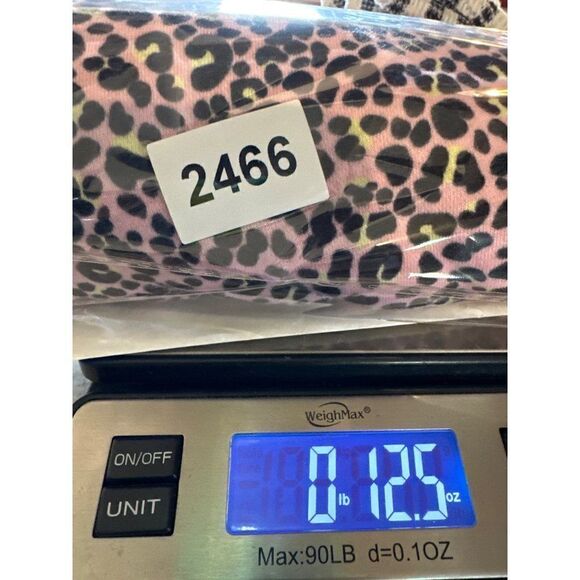 2466
WeighMax®
ON/OFF
UNIT
0 lb 12.5 oz
Max:90LB d=0.1OZ